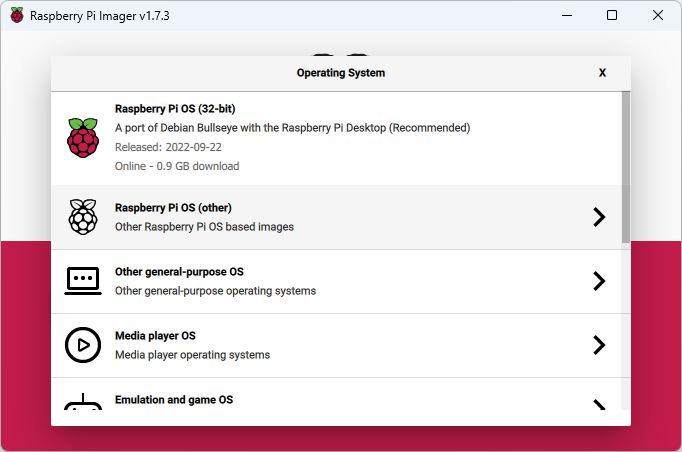 Raspberry Pi Imager v1.7.3
Operating System
X
Raspberry Pi OS (32-bit)
A port of Debian Bullseye with the Raspberry Pi Desktop (Recommended)
Released: 2022-09-22
Online - 0.9 GB download
Raspberry Pi OS (other)
Other Raspberry Pi OS based images
Other general-purpose OS
Other general-purpose operating systems
Media player OS
Media player operating systems
Emulation and game OS